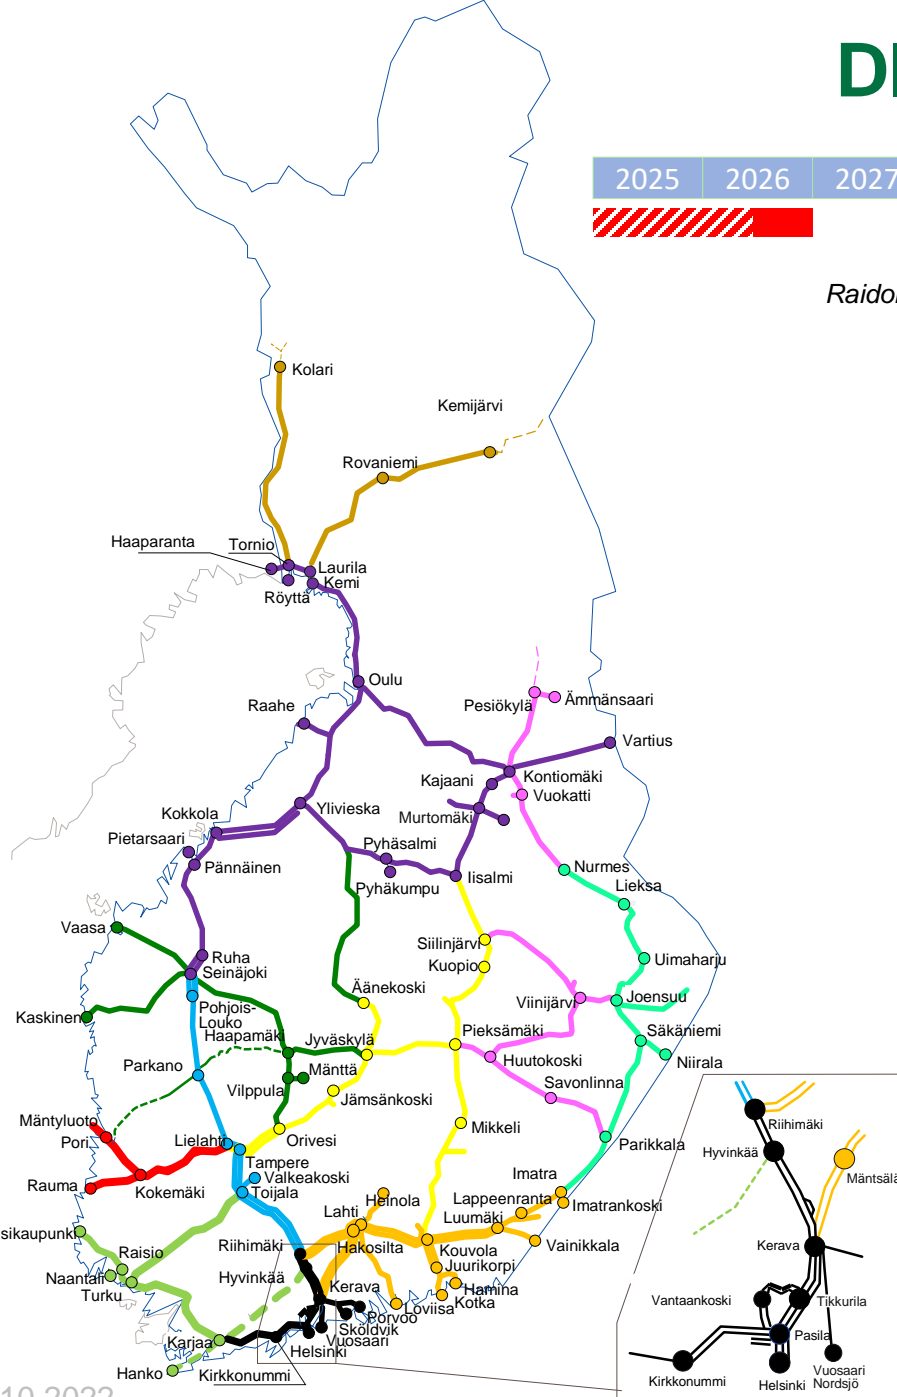 DI
2025 2026 2027
Raidoi
Kolari
Kemijärvi
Rovaniemi
Haaparanta
Tornio
Laurila
Kemi
Röyttä
Oulu
Raahe
Pesiökylä
Ämmänsaari
Vartius
Kajaani
Kontiomäki
Vuokatti
Ylivieska
Murtomäki
Kokkola
Pietarsaari
Pännäinen
Pyhäsalmi
Pyhäkumpu
Iisalmi
Nurmes
Lieksa
Vaasa
Siilinjärvi
Kuopio
Uimaharju
Ruha
Seinäjoki
Äänekoski
Viinijärvi
Joensuu
Kaskinen
Pohjois-
Louko
Haapamäki
Jyväskylä
Pieksämäki
Säkäniemi
Huutokoski
Niirala
Parkano
Mänttä
Vilppula
Jämsänkoski
Savonlinna
Mäntyluoto
Pori
Lielahti
Orivesi
Mikkeli
Parikkala
Tampere
Valkeakoski
Toijala
Rauma
Kokemäki
Imatra
Imatrankoski
Heinola
Lappeenranta
Lahti
Luumäki
sikaupunki
Riihimäki
Hakosilta
Kouvola
Vainikkala
Raisio
Naantali
Turku
Hyvinkää
Kerava
Juurikorpi
Hamina
Kotka
Loviisa
Porvoo
Sköldvik
Vuosaari
Helsinki
Karjaa
Hanko
Kirkkonummi
Riihimäki
Hyvinkää
Mäntsälä
Kerava
Vantaankoski
Tikkurila
Pasila
Kirkkonummi
Helsinki
Vuosaari
Nordsjö
10.2022